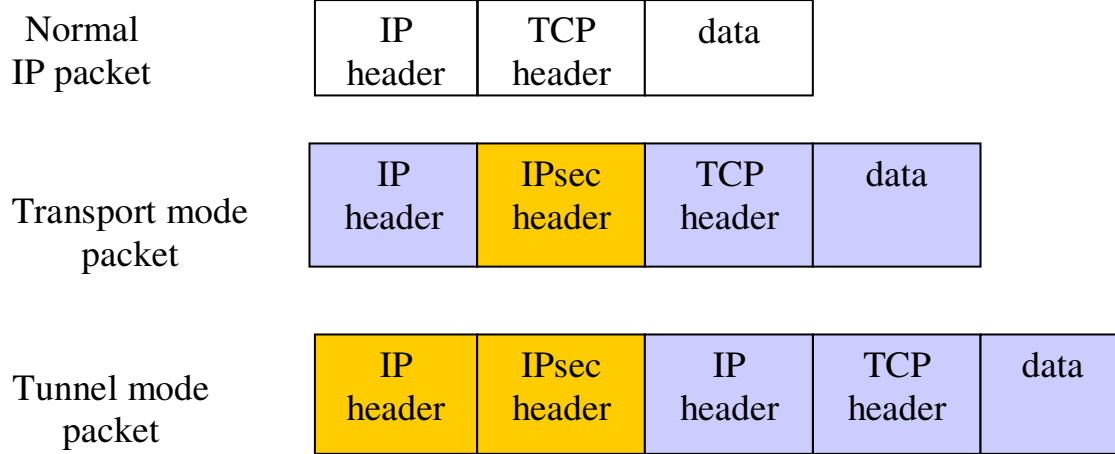 Normal
IP packet
IP
header
TCP
header
data
Transport mode
packet
IP
header
IPsec
header
TCP
header
data
Tunnel mode
packet
IP
header
IPsec
header
IP
header
TCP
header
data